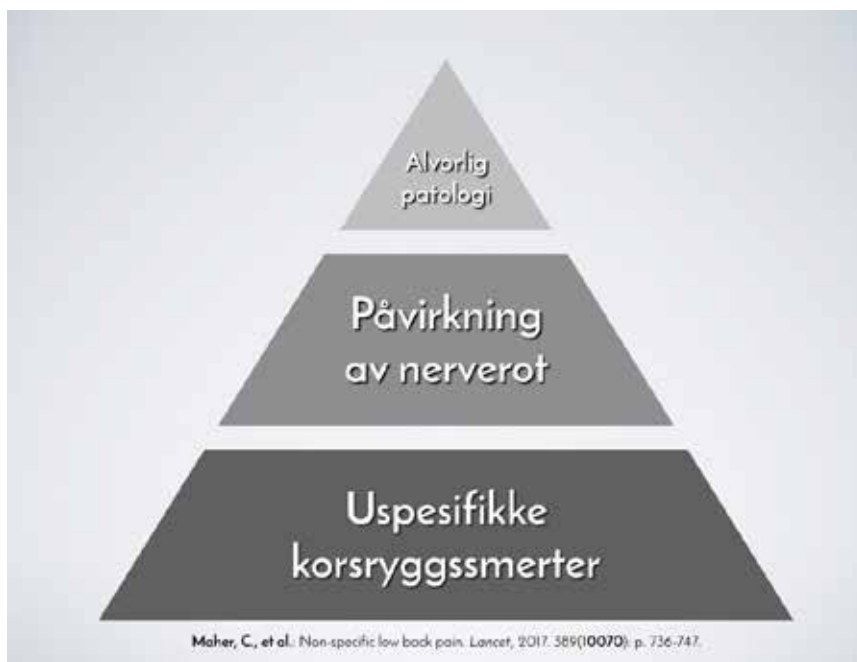 Alvorlig
patologi
Påvirkning
av nerverot
Uspesifikke
korsryggssmerter
Maher, C., et al.: Non-specific low back pain. Lancet, 2017. 389(10070): p. 736-747.